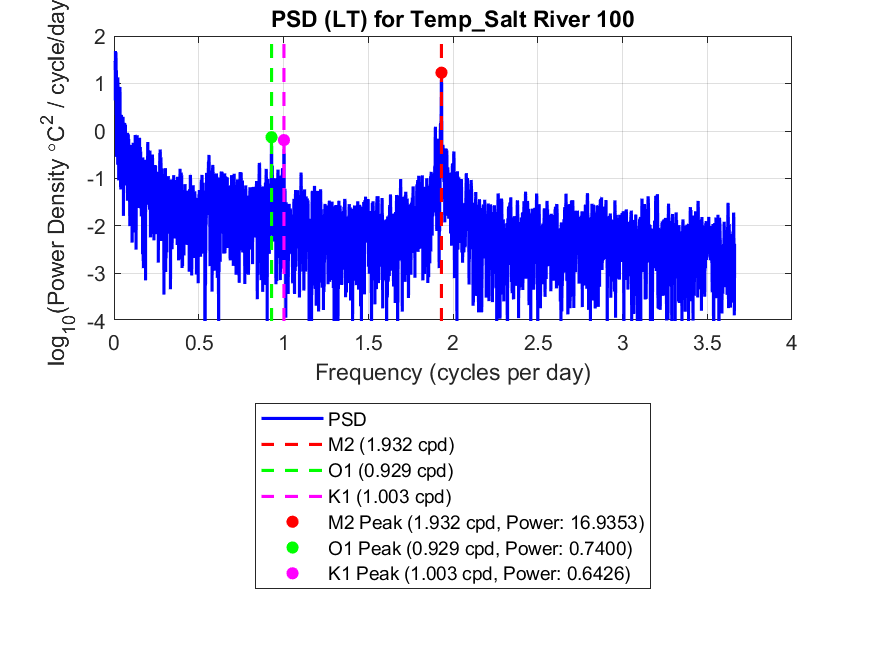 PSD (LT) for Temp_Salt River 100
log10(Power Density °C2 / cycle/day
2
1
0
-1
-2
-3
-4
0 0.5 1 1.5 2 2.5 3 3.5 4
Frequency (cycles per day)
PSD
M2 (1.932 cpd)
O1 (0.929 cpd)
K1 (1.003 cpd)
M2 Peak (1.932 cpd, Power: 16.9353)
O1 Peak (0.929 cpd, Power: 0.7400)
K1 Peak (1.003 cpd, Power: 0.6426)